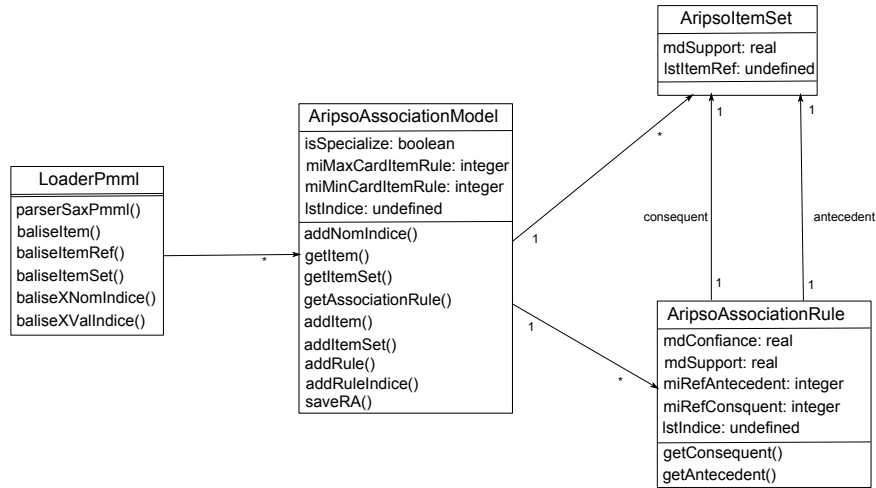 LoaderPmml
parserSaxPmml()
baliseItem()
baliseItemRef()
baliseItemSet()
baliseXNomIndice()
baliseXValIndice()
*
AripsoAssociationModel
isSpecialize: boolean
miMaxCardItemRule: integer
miMinCardItemRule: integer
lstIndice: undefined
addNomIndice()
getItem()
getItemSet()
getAssociationRule()
addItem()
addItemSet()
addRule()
addRuleIndice()
saveRA()
1
*
1
*
AripsoItemSet
mdSupport: real
lstItemRef: undefined
1
1
consequent
antecedent
1
1
AripsoAssociationRule
mdConfiance: real
mdSupport: real
miRefAntecedent: integer
miRefConsquent: integer
lstIndice: undefined
getConsequent()
getAntecedent()